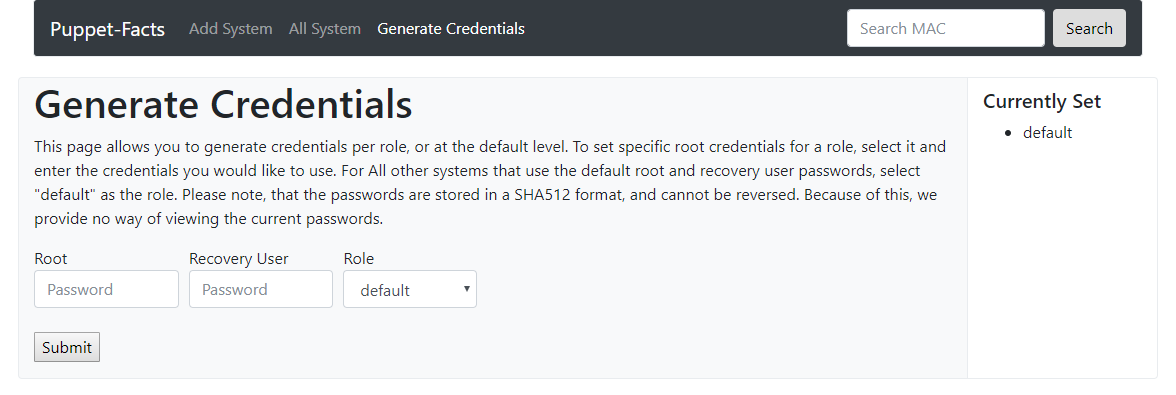 Puppet-Facts Add System All System Generate Credentials Search MAC Search
Generate Credentials
This page allows you to generate credentials per role, or at the default level. To set specific root credentials for a role, select it and
enter the credentials you would like to use. For All other systems that use the default root and recovery user passwords, select
"default" as the role. Please note, that the passwords are stored in a SHA512 format, and cannot be reversed. Because of this, we
provide no way of viewing the current passwords.
Root Recovery User Role
Password Password default
Submit
Currently Set
default